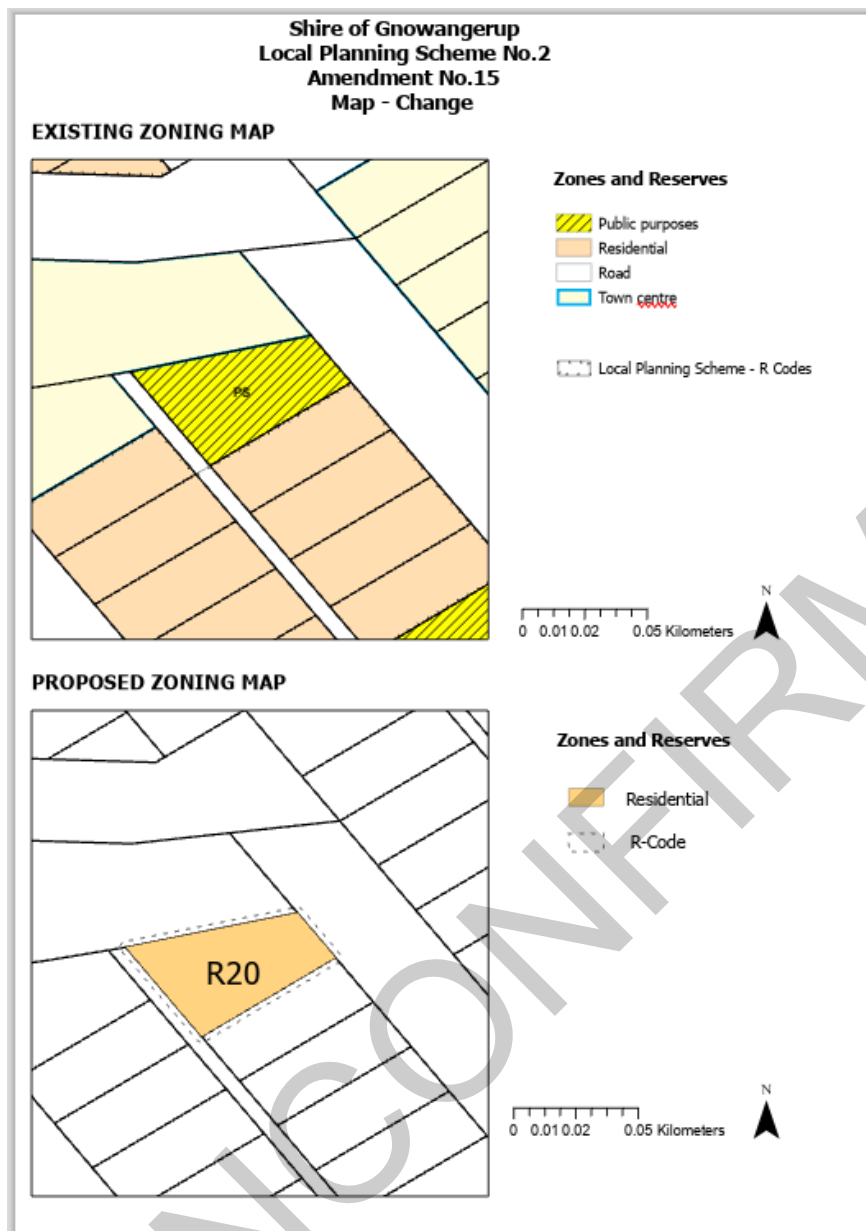 Shire of Gnowangerup
Local Planning Scheme No.2
Amendment No.15
Map - Change
EXISTING ZONING MAP
Zones and Reserves
Public purposes
Residential
Road
Town centre
Local Planning Scheme - R Codes
PS
N
0 0.01 0.02 0.05 Kilometers
PROPOSED ZONING MAP
Zones and Reserves
Residential
R-Code
R20
N
0 0.01 0.02 0.05 Kilometers
NCONFIRM